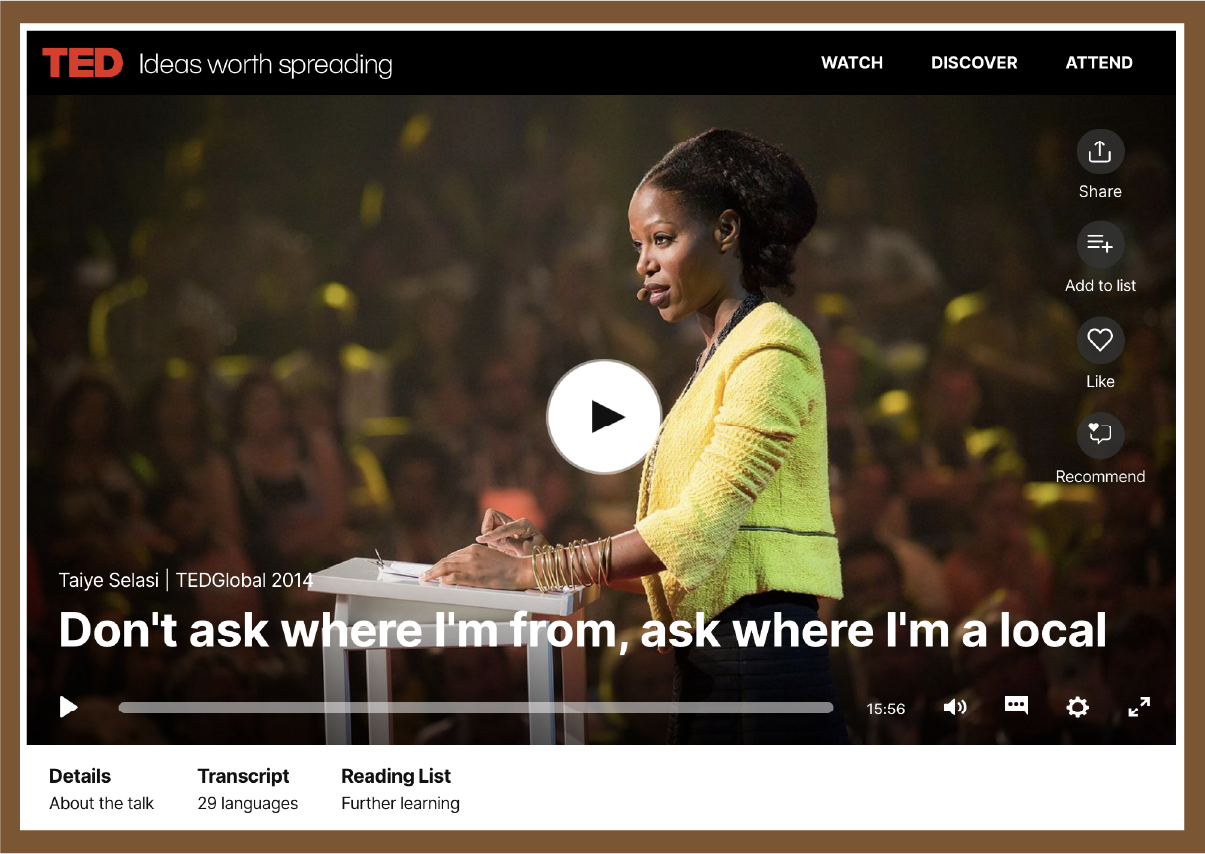 TED Ideas worth spreading
WATCH DISCOVER ATTEND
Share
Add to list
Like
Recommend
Taiye Selasi | TEDGlobal 2014
Don't ask where I'm from, ask where I'm a local
15:56
Details Transcript Reading List
About the talk 29 languages Further learning